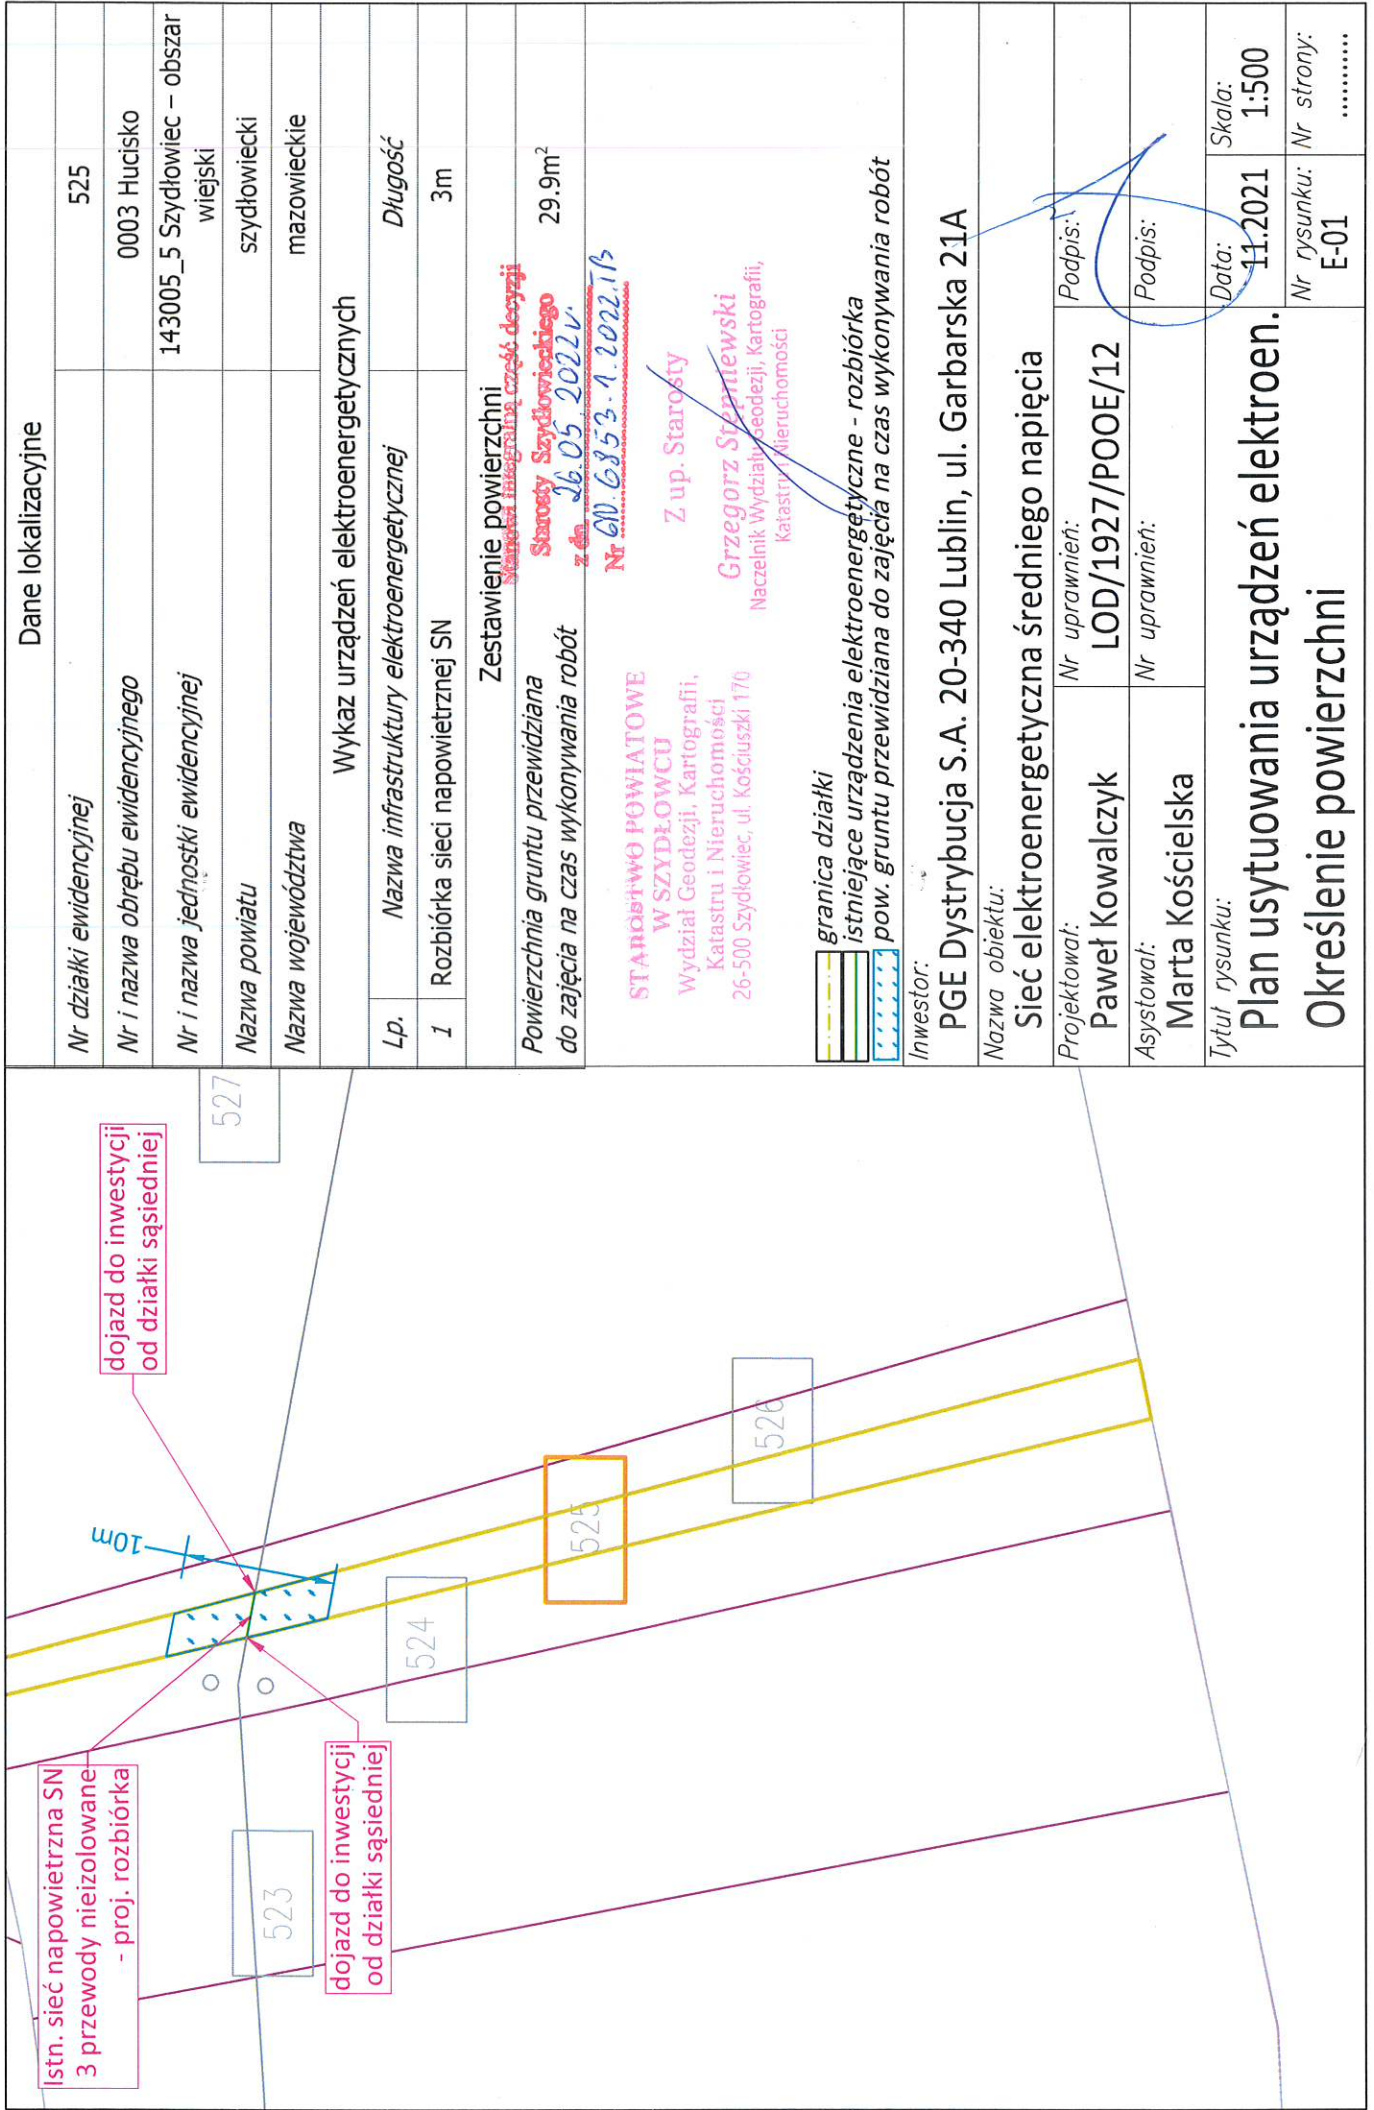 Istn. sieć napowietrzna SN
3 przewody nieizolowane
- proj. rozbiórka
dojazd do inwestycji
od działki sąsiedniej
dojazd do inwestycji
od działki sąsiedniej
10m
523
524
525
526
527
Dane lokalizacyjne
Nr działki ewidencyjnej 525
Nr i nazwa obrębu ewidencyjnego 0003 Hucisko
Nr i nazwa jednostki ewidencyjnej 143005_5 Szydłowiec – obszar
wiejski
Nazwa powiatu szydłowiecki
Nazwa województwa mazowieckie
Wykaz urządzeń elektroenergetycznych
Lp. Nazwa infrastruktury elektroenergetycznej Długość
1 Rozbiórka sieci napowietrznej SN 3m
Zestawienie powierzchni
Powierzchnia gruntu przewidziana
do zajęcia na czas wykonywania robót 29.9m²
Stanowi integralną część decyzji
Starosty Szydłowieckiego
z dn. 26.05.2022r.
Nr GN.6853.1.2022.TB
STAROSTWO POWIATOWE
W SZYDŁOWCU
Wydział Geodezji, Kartografii,
Katastru i Nieruchomości
26-500 Szydłowiec, ul. Kościuszki 170
Z up. Starosty
Grzegorz Stępniewski
Naczelnik Wydziału Geodezji, Kartografii,
Katastru i Nieruchomości
granica działki
istniejące urządzenia elektroenergetyczne - rozbiórka
pow. gruntu przewidziana do zajęcia na czas wykonywania robót
Inwestor:
PGE Dystrybucja S.A. 20-340 Lublin, ul. Garbarska 21A
Nazwa obiektu:
Sieć elektroenergetyczna średniego napięcia
Projektował: Nr uprawnień: Podpis:
Paweł Kowalczyk LOD/1927/POOE/12
Asystował: Nr uprawnień: Podpis:
Marta Kościelska
Tytuł rysunku: Data: Skala:
Plan usytuowania urządzeń elektroen. 11.2021 1:500
Określenie powierzchni
Nr rysunku: Nr strony:
E-01 ...........